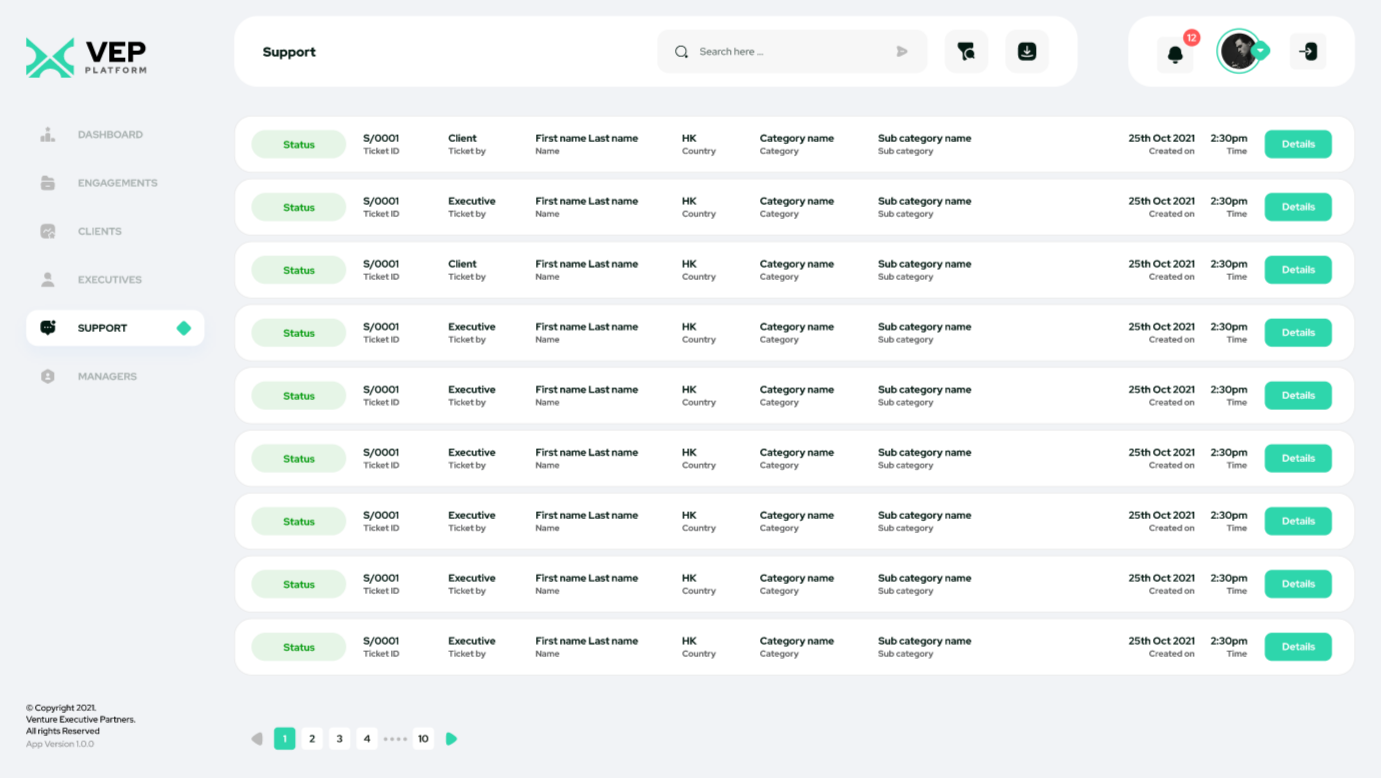 VEP
PLATFORM
Support
Search here ...
12
DASHBOARD
ENGAGEMENTS
CLIENTS
EXECUTIVES
SUPPORT
MANAGERS
Status S/0001 Client First name Last name HK Category name Sub category name 25th Oct 2021 2:30pm Details
Ticket ID Ticket by Name Country Category Sub category Created on Time
Status S/0001 Executive First name Last name HK Category name Sub category name 25th Oct 2021 2:30pm Details
Ticket ID Ticket by Name Country Category Sub category Created on Time
Status S/0001 Client First name Last name HK Category name Sub category name 25th Oct 2021 2:30pm Details
Ticket ID Ticket by Name Country Category Sub category Created on Time
Status S/0001 Executive First name Last name HK Category name Sub category name 25th Oct 2021 2:30pm Details
Ticket ID Ticket by Name Country Category Sub category Created on Time
Status S/0001 Executive First name Last name HK Category name Sub category name 25th Oct 2021 2:30pm Details
Ticket ID Ticket by Name Country Category Sub category Created on Time
Status S/0001 Executive First name Last name HK Category name Sub category name 25th Oct 2021 2:30pm Details
Ticket ID Ticket by Name Country Category Sub category Created on Time
Status S/0001 Executive First name Last name HK Category name Sub category name 25th Oct 2021 2:30pm Details
Ticket ID Ticket by Name Country Category Sub category Created on Time
Status S/0001 Executive First name Last name HK Category name Sub category name 25th Oct 2021 2:30pm Details
Ticket ID Ticket by Name Country Category Sub category Created on Time
Status S/0001 Executive First name Last name HK Category name Sub category name 25th Oct 2021 2:30pm Details
Ticket ID Ticket by Name Country Category Sub category Created on Time
© Copyright 2021.
Venture Executive Partners.
All rights Reserved
App Version 1.0.0
1 2 3 4 •••• 10